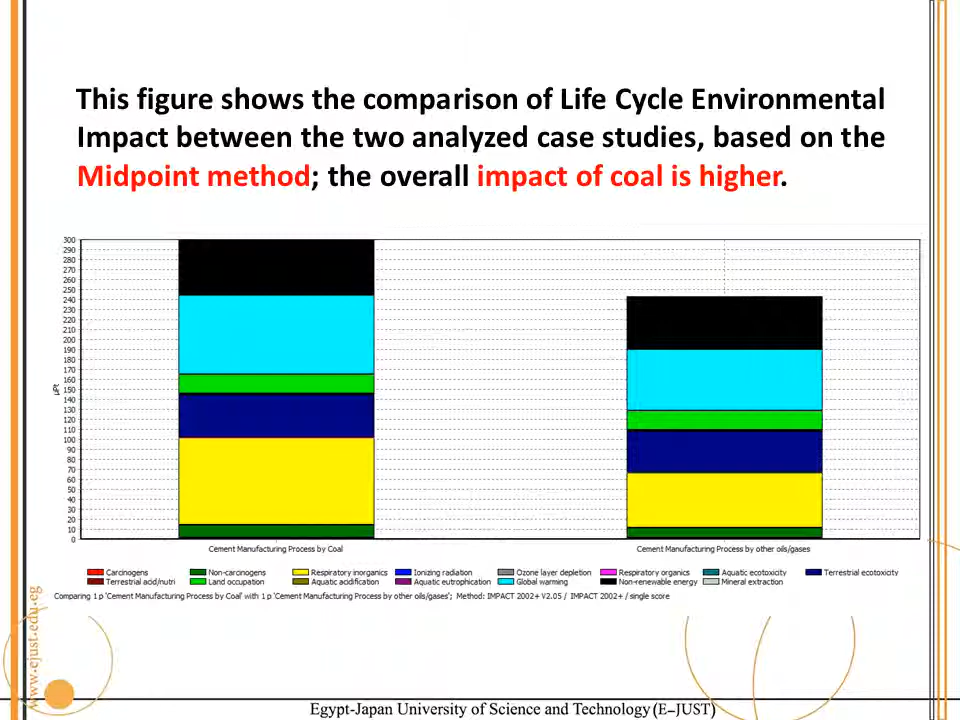 This figure shows the comparison of Life Cycle Environmental
Impact between the two analyzed case studies, based on the
Midpoint method; the overall impact of coal is higher.
300
290
280
270
260
250
240
230
220
210
200
190
180
170
160
150
140
130
120
110
100
90
80
70
60
50
40
30
20
10
0
µPt
Cement Manufacturing Process by Coal
Cement Manufacturing Process by other oils/gases
Carcinogens Non-carcinogens Respiratory inorganics Ionizing radiation Ozone layer depletion Respiratory organics Aquatic ecotoxicity Terrestrial ecotoxicity
Terrestrial acid/nutri Land occupation Aquatic acidification Aquatic eutrophication Global warming Non-renewable energy Mineral extraction
Comparing 1 p 'Cement Manufacturing Process by Coal' with 1 p 'Cement Manufacturing Process by other oils/gases'; Method: IMPACT 2002+ V2.05 / IMPACT 2002+ / single score
www.ejust.edu.eg
Egypt-Japan University of Science and Technology (E-JUST)